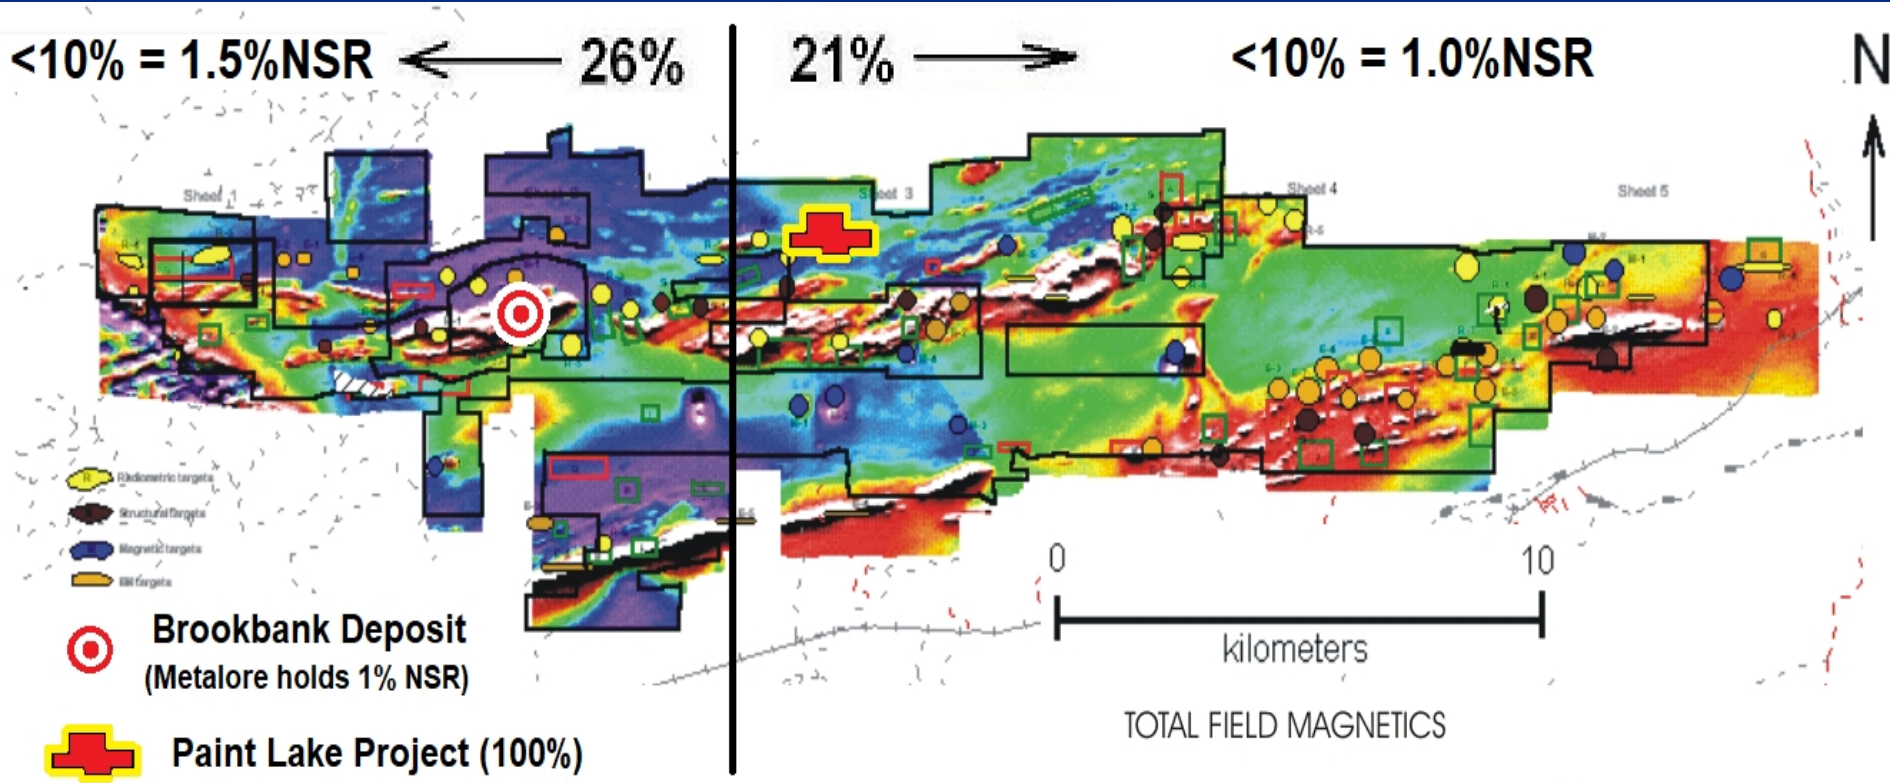 <10% = 1.5%NSR
26%
21%
<10% = 1.0%NSR
N
Sheet 1
Sheet 3
Sheet 4
Sheet 5
Radiometric targets
Structural targets
Magnetic targets
EM targets
0
10
kilometers
Brookbank Deposit
(Metalore holds 1% NSR)
TOTAL FIELD MAGNETICS
Paint Lake Project (100%)